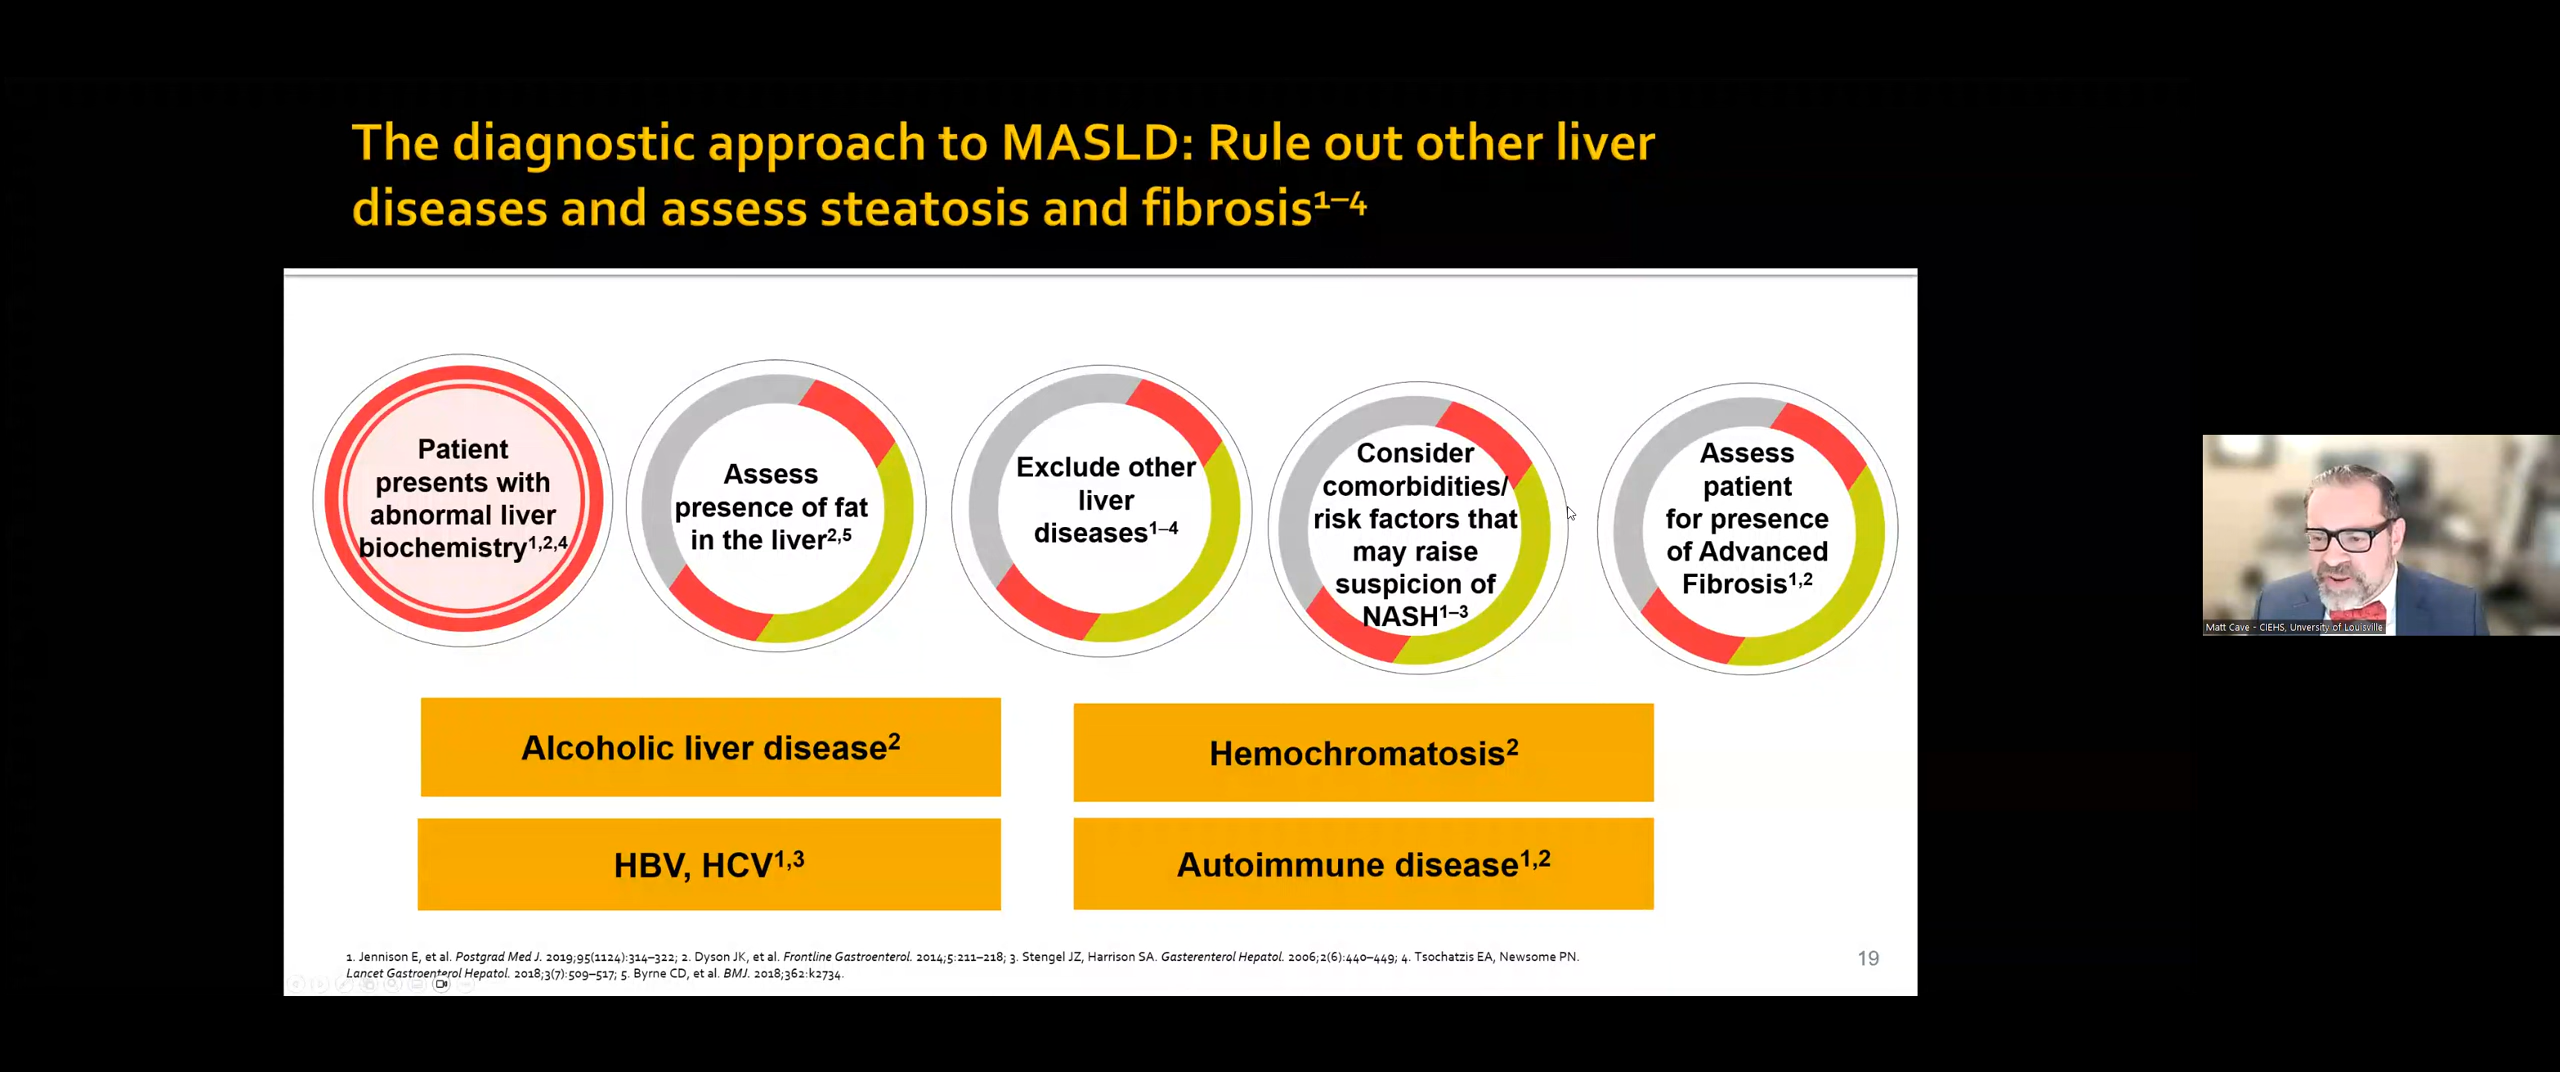 The diagnostic approach to MASLD: Rule out other liver
diseases and assess steatosis and fibrosis¹⁻⁴
Patient
presents with
abnormal liver
biochemistry¹,²,⁴
Assess
presence of fat
in the liver²,⁵
Exclude other
liver
diseases¹⁻⁴
Consider
comorbidities/
risk factors that
may raise
suspicion of
NASH¹⁻³
Assess
patient
for presence
of Advanced
Fibrosis¹,²
Alcoholic liver disease²
Hemochromatosis²
HBV, HCV¹,³
Autoimmune disease¹,²
1. Jennison E, et al. Postgrad Med J. 2019;95(1124):314–322; 2. Dyson JK, et al. Frontline Gastroenterol. 2014;5:211–218; 3. Stengel JZ, Harrison SA. Gasterenterol Hepatol. 2006;2(6):440–449; 4. Tsochatzis EA, Newsome PN.
Lancet Gastroenterol Hepatol. 2018;3(7):509–517; 5. Byrne CD, et al. BMJ. 2018;362:k2734.
19
Matt Cave - CIEHS, Unversity of Louisville